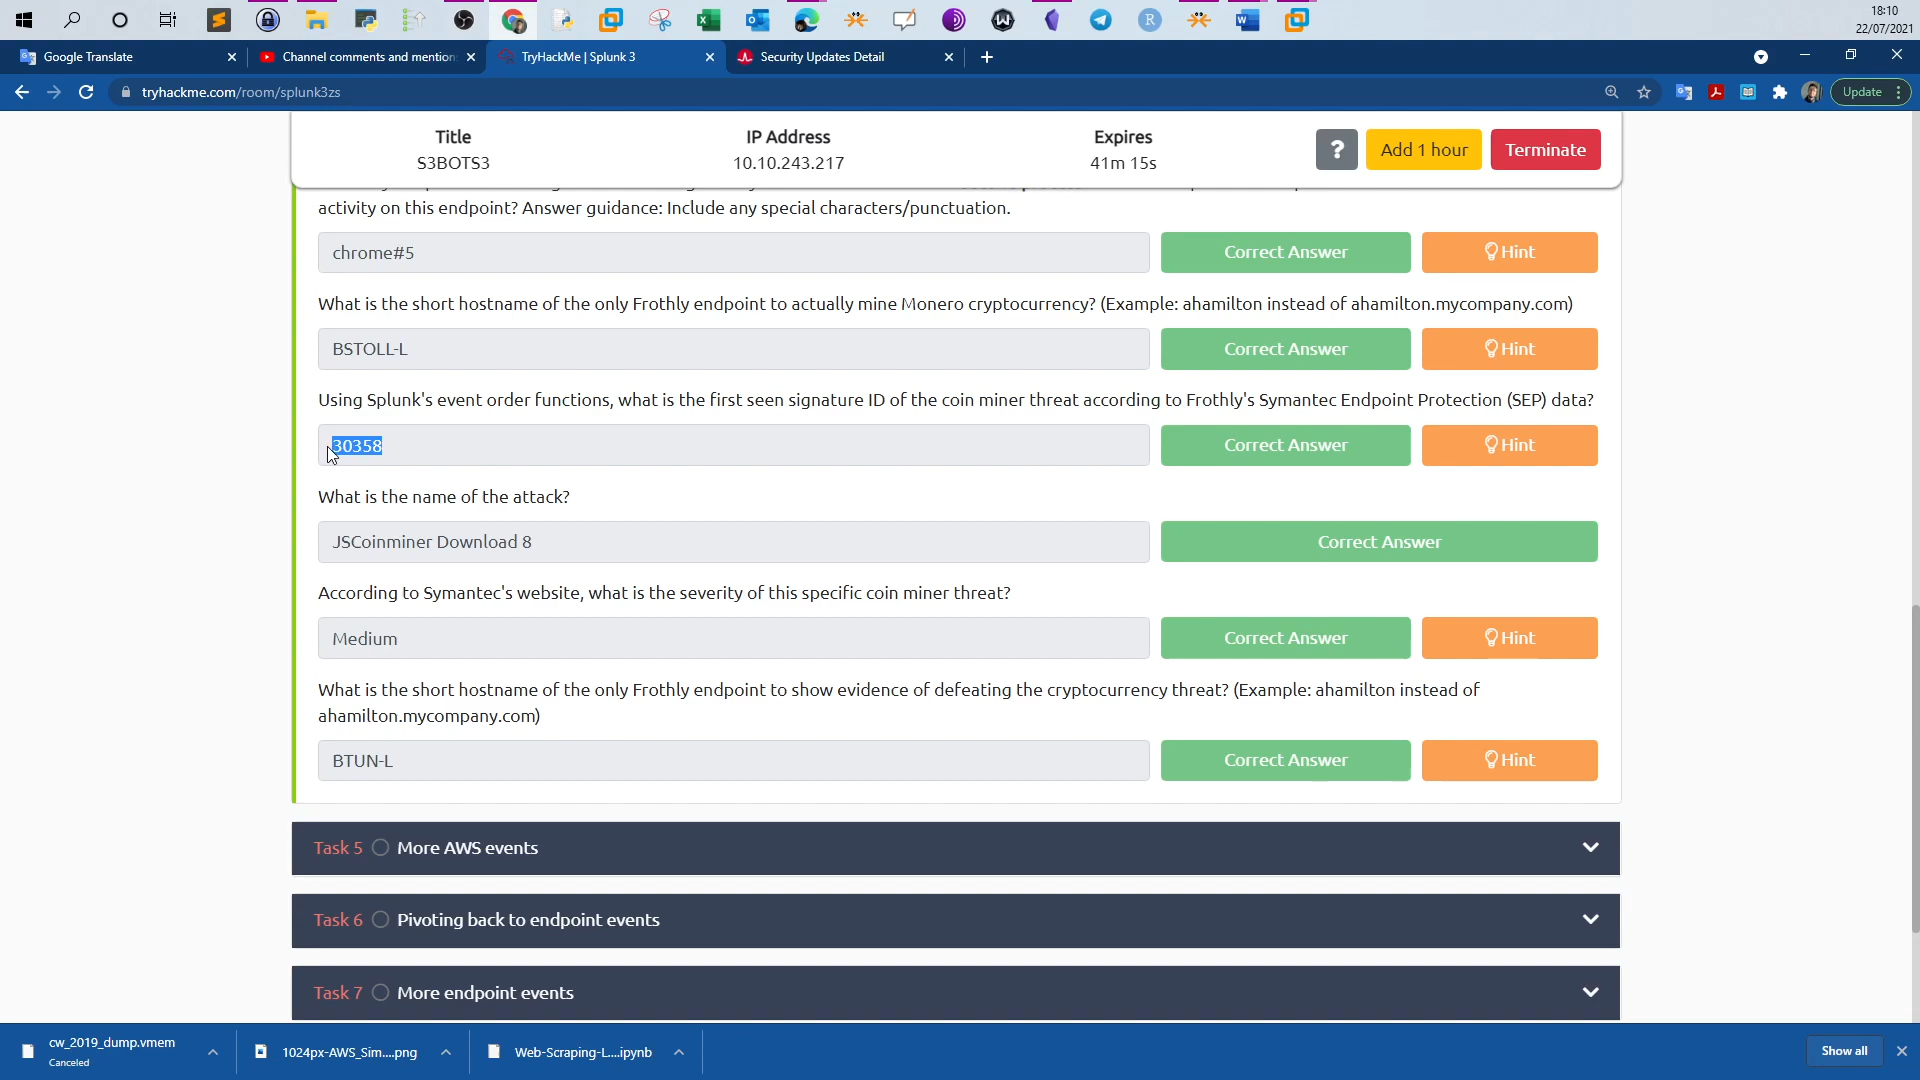 18:10
22/07/2021
Google Translate
Channel comments and mention
TryHackMe | Splunk 3
Security Updates Detail
tryhackme.com/room/splunk3zs
Update
Title
IP Address
Expires
S3BOTS3
10.10.243.217
41m 15s
?
Add 1 hour
Terminate
activity on this endpoint? Answer guidance: Include any special characters/punctuation.
chrome#5
Correct Answer
Hint
What is the short hostname of the only Frothly endpoint to actually mine Monero cryptocurrency? (Example: ahamilton instead of ahamilton.mycompany.com)
BSTOLL-L
Correct Answer
Hint
Using Splunk's event order functions, what is the first seen signature ID of the coin miner threat according to Frothly's Symantec Endpoint Protection (SEP) data?
30358
Correct Answer
Hint
What is the name of the attack?
JSCoinminer Download 8
Correct Answer
According to Symantec's website, what is the severity of this specific coin miner threat?
Medium
Correct Answer
Hint
What is the short hostname of the only Frothly endpoint to show evidence of defeating the cryptocurrency threat? (Example: ahamilton instead of
ahamilton.mycompany.com)
BTUN-L
Correct Answer
Hint
Task 5 More AWS events
Task 6 Pivoting back to endpoint events
Task 7 More endpoint events
cw_2019_dump.vmem
Canceled
1024px-AWS_Sim....png
Web-Scraping-L....ipynb
Show all